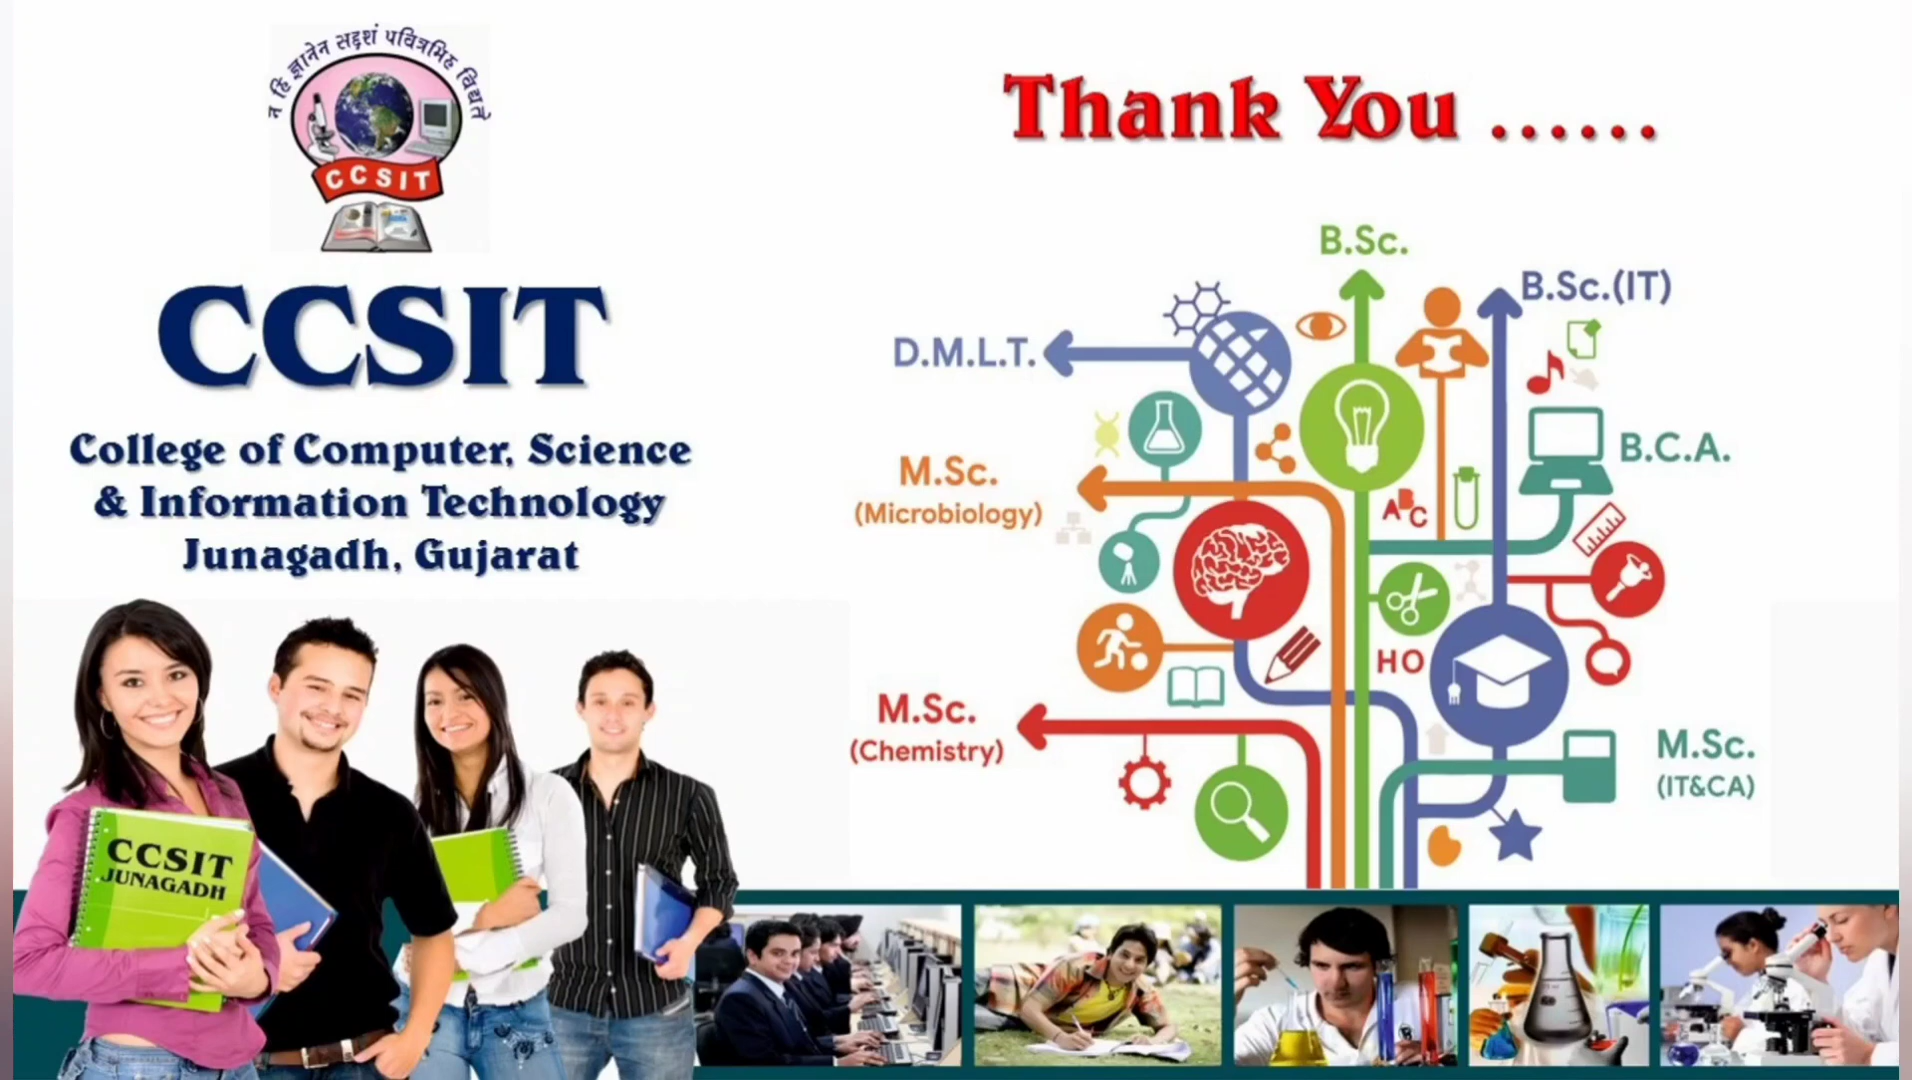 न हि ज्ञानेन सदृशं पवित्रमिह विद्यते
CCSIT
CCSIT
College of Computer, Science
& Information Technology
Junagadh, Gujarat
CCSIT
JUNAGADH
Thank You ......
B.Sc.
B.Sc.(IT)
D.M.L.T.
B.C.A.
M.Sc.
(Microbiology)
ABC
HO
M.Sc.
(Chemistry)
M.Sc.
(IT&CA)